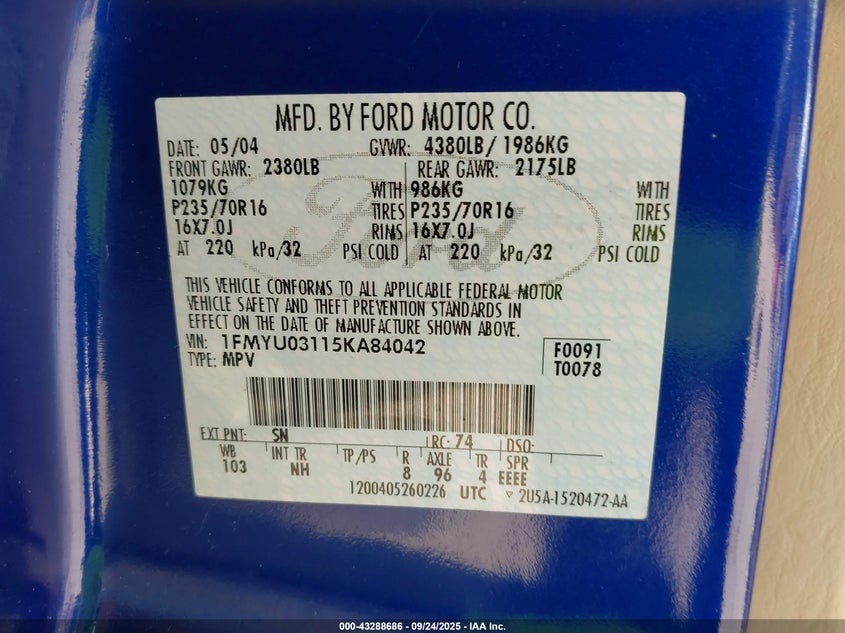 MFD. BY FORD MOTOR CO.
DATE: 05/04 GVWR: 4380LB/ 1986KG
FRONT GAWR: 2380LB REAR GAWR: 2175LB
1079KG WITH 986KG WITH
P235/70R16 TIRES P235/70R16 TIRES
16X7.0J RIMS 16X7.0J RIMS
AT 220 kPa/32 PSI COLD AT 220 kPa/32 PSI COLD
Ford
THIS VEHICLE CONFORMS TO ALL APPLICABLE FEDERAL MOTOR
VEHICLE SAFETY AND THEFT PREVENTION STANDARDS IN
EFFECT ON THE DATE OF MANUFACTURE SHOWN ABOVE.
VIN: 1FMYU03115KA84042 F0091
TYPE: MPV T0078
EXT PNT: SN RC: 74 DSO:
WB INT TR TP/PS R AXLE TR SPR
103 NH 8 96 4 EEEE
1200405260226 UTC ▽ 2U5A-1520472-AA
000-43288686 - 09/24/2025 - IAA Inc.